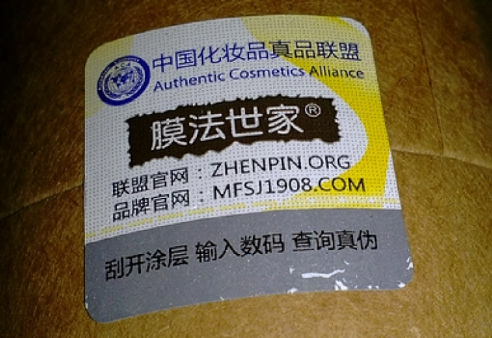 中国化妆品真品联盟
Authentic Cosmetics Alliance
膜法世家®
联盟官网：ZHENPIN.ORG
品牌官网：MFSJ1908.COM
刮开涂层 输入数码 查询真伪